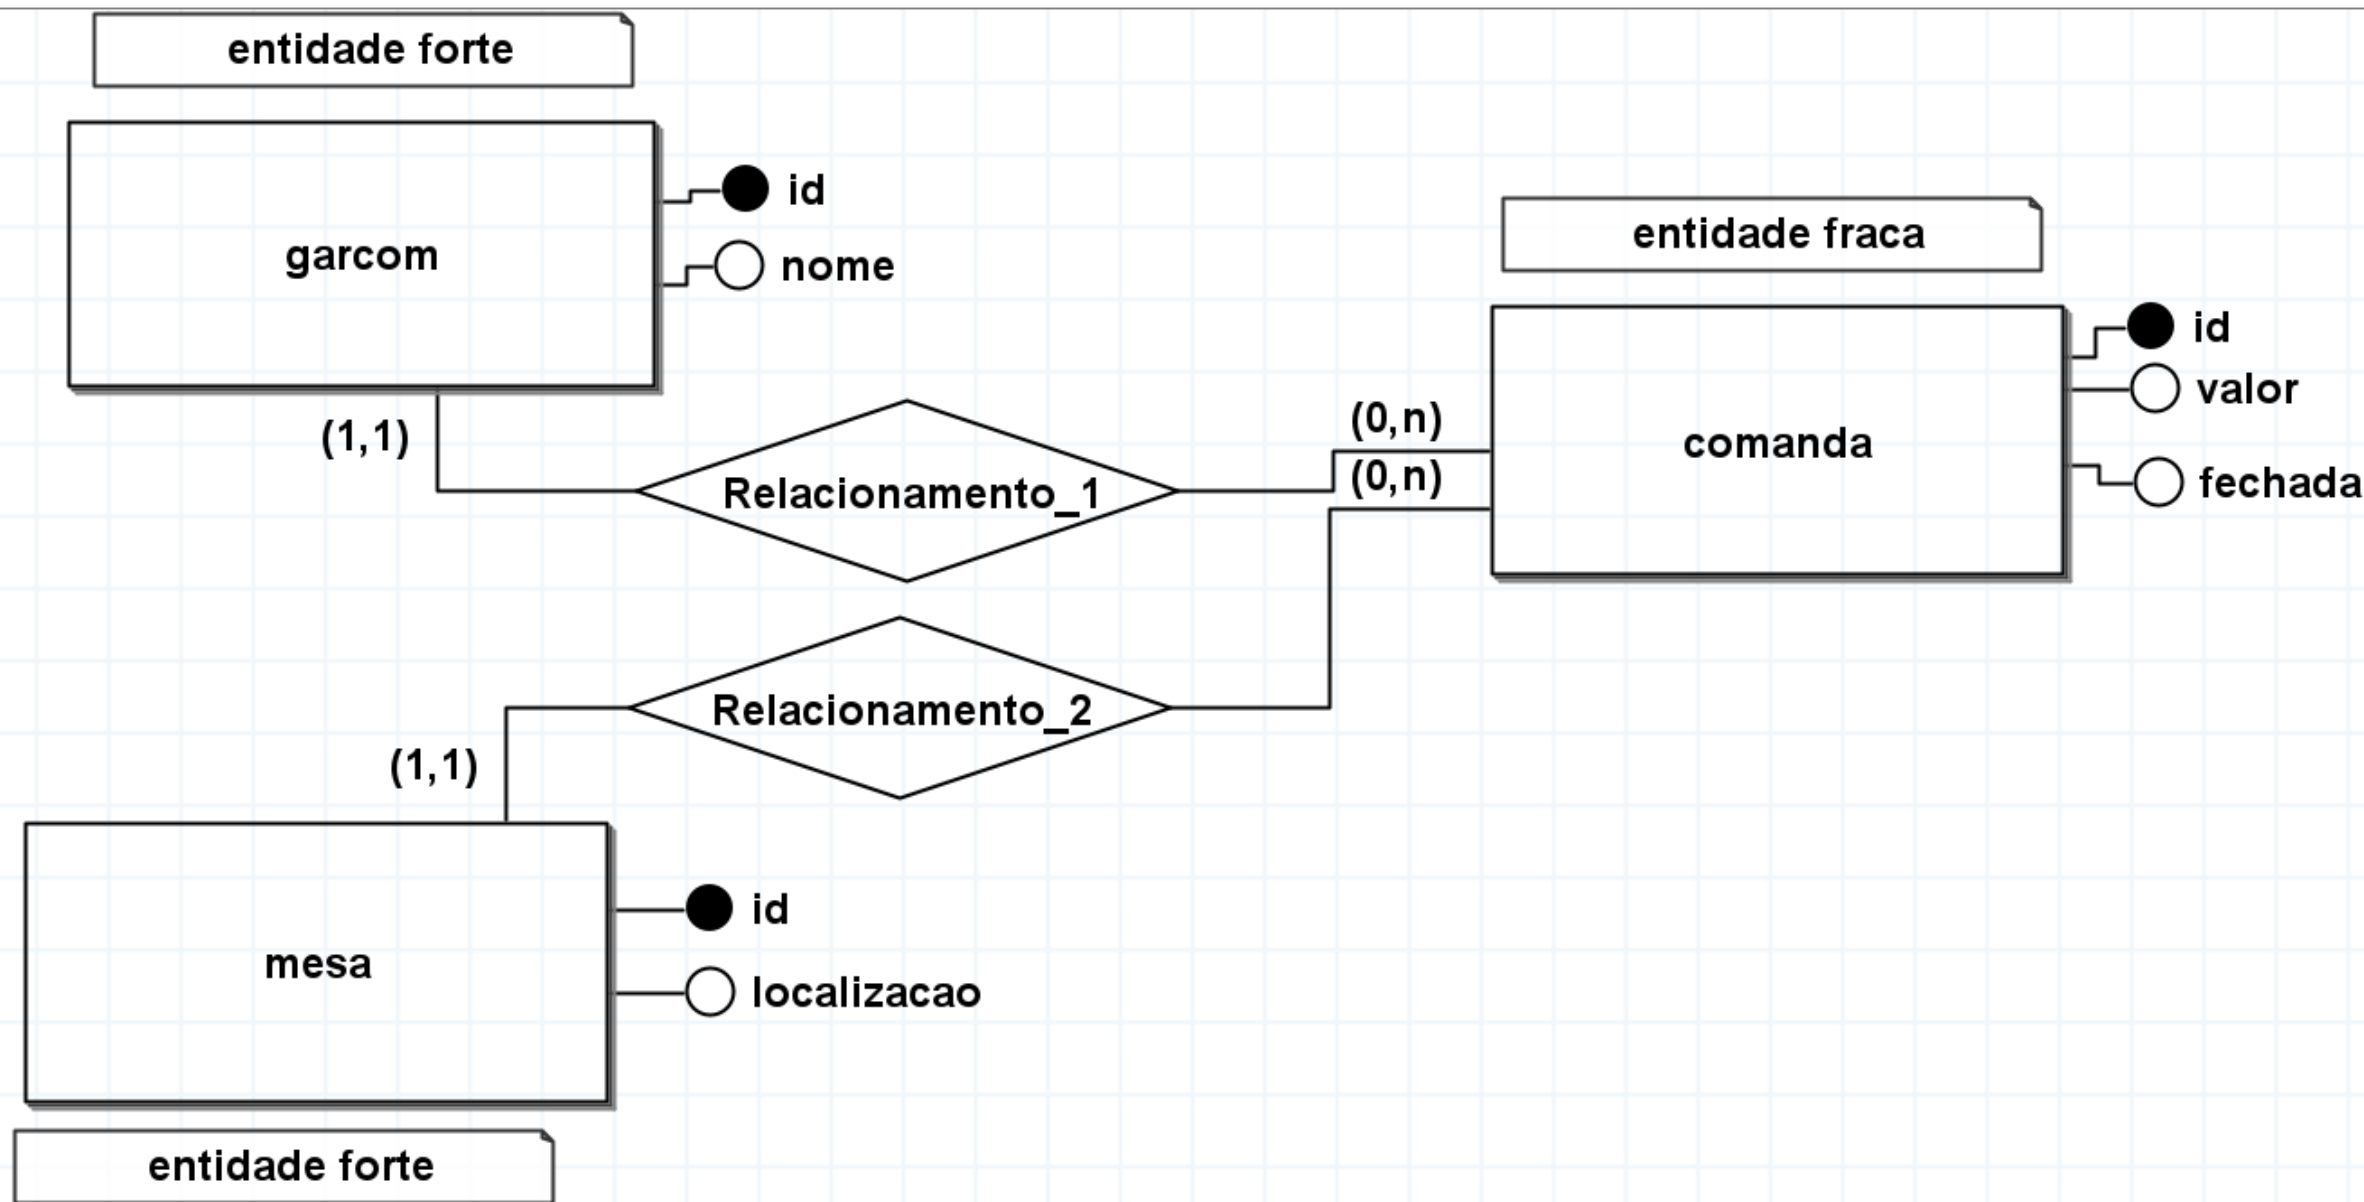 entidade forte
garcom
id
nome
(1,1)
Relacionamento_1
(0,n)
(0,n)
entidade fraca
comanda
id
valor
fechada
Relacionamento_2
(1,1)
mesa
id
localizacao
entidade forte